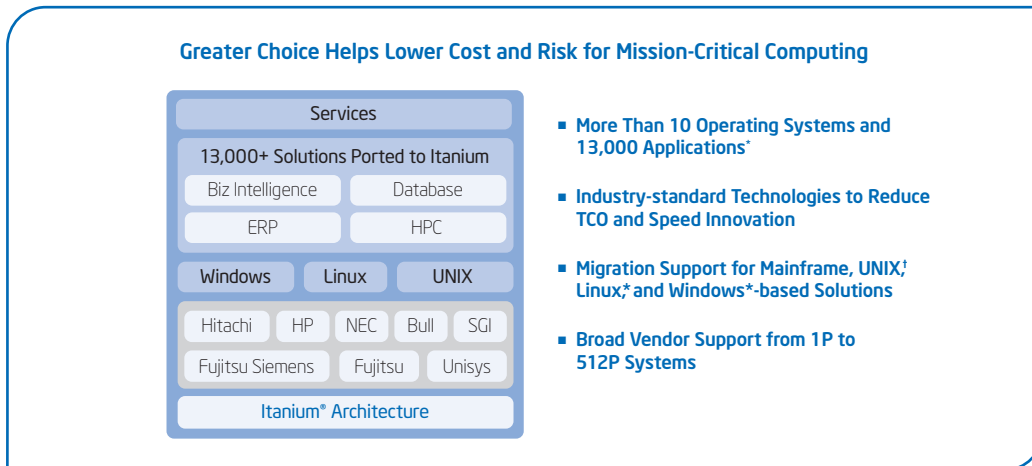 Greater Choice Helps Lower Cost and Risk for Mission-Critical Computing
Services
13,000+ Solutions Ported to Itanium
Biz Intelligence
Database
ERP
HPC
Windows
Linux
UNIX
Hitachi
HP
NEC
Bull
SGI
Fujitsu Siemens
Fujitsu
Unisys
Itanium® Architecture
▪ More Than 10 Operating Systems and
13,000 Applications*
▪ Industry-standard Technologies to Reduce
TCO and Speed Innovation
▪ Migration Support for Mainframe, UNIX,†
Linux,* and Windows*-based Solutions
▪ Broad Vendor Support from 1P to
512P Systems